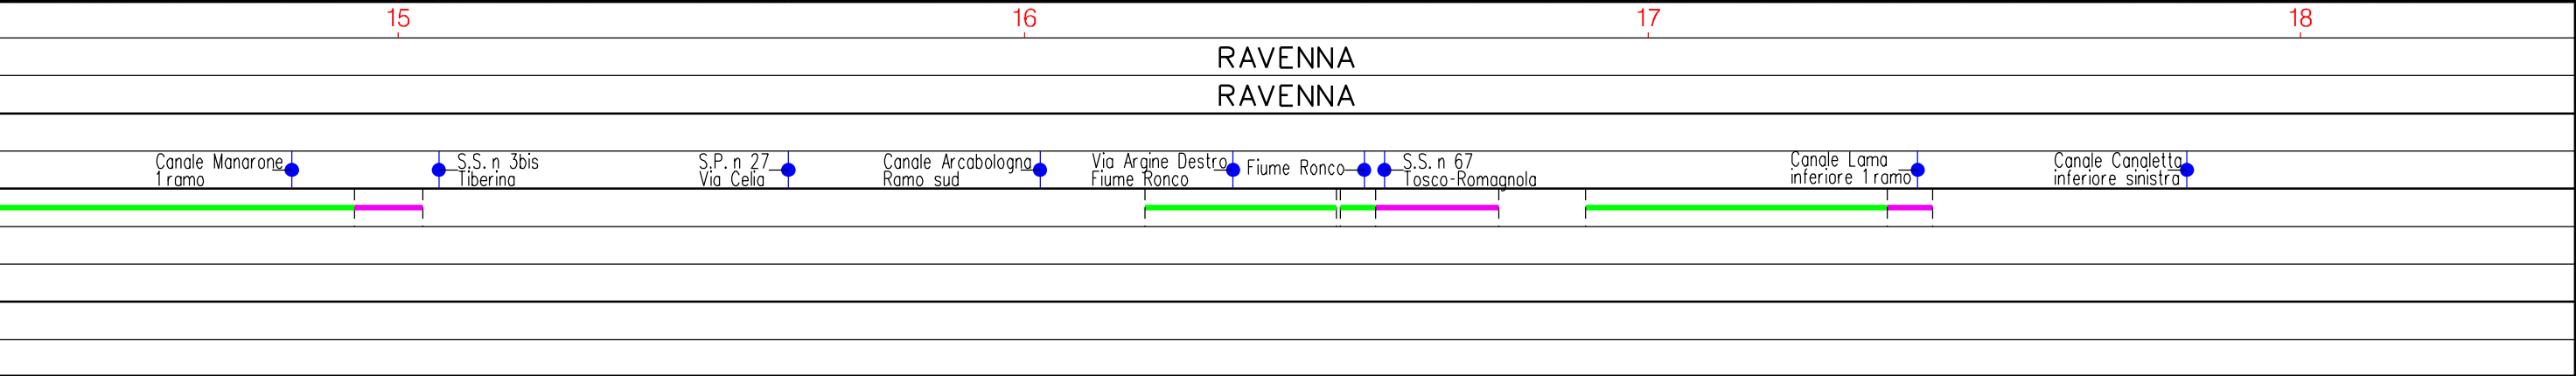 15 16 17 18
RAVENNA
RAVENNA
Canale Manarone
1 ramo
S.S. n 3bis
Tiberina
S.P. n 27
Via Celia
Canale Arcabologna
Ramo sud
Via Argine Destro
Fiume Ronco
Fiume Ronco
S.S. n 67
Tosco-Romagnola
Canale Lama
inferiore 1 ramo
Canale Canaletta
inferiore sinistra